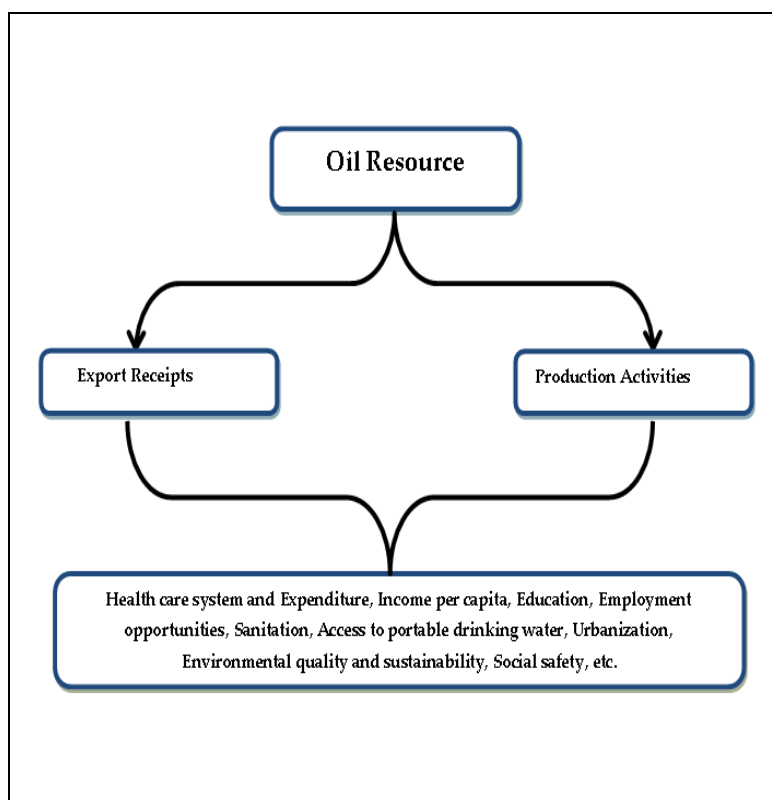 Oil Resource
Export Receipts
Production Activities
Health care system and Expenditure, Income per capita, Education, Employment
opportunities, Sanitation, Access to portable drinking water, Urbanization,
Environmental quality and sustainability, Social safety, etc.